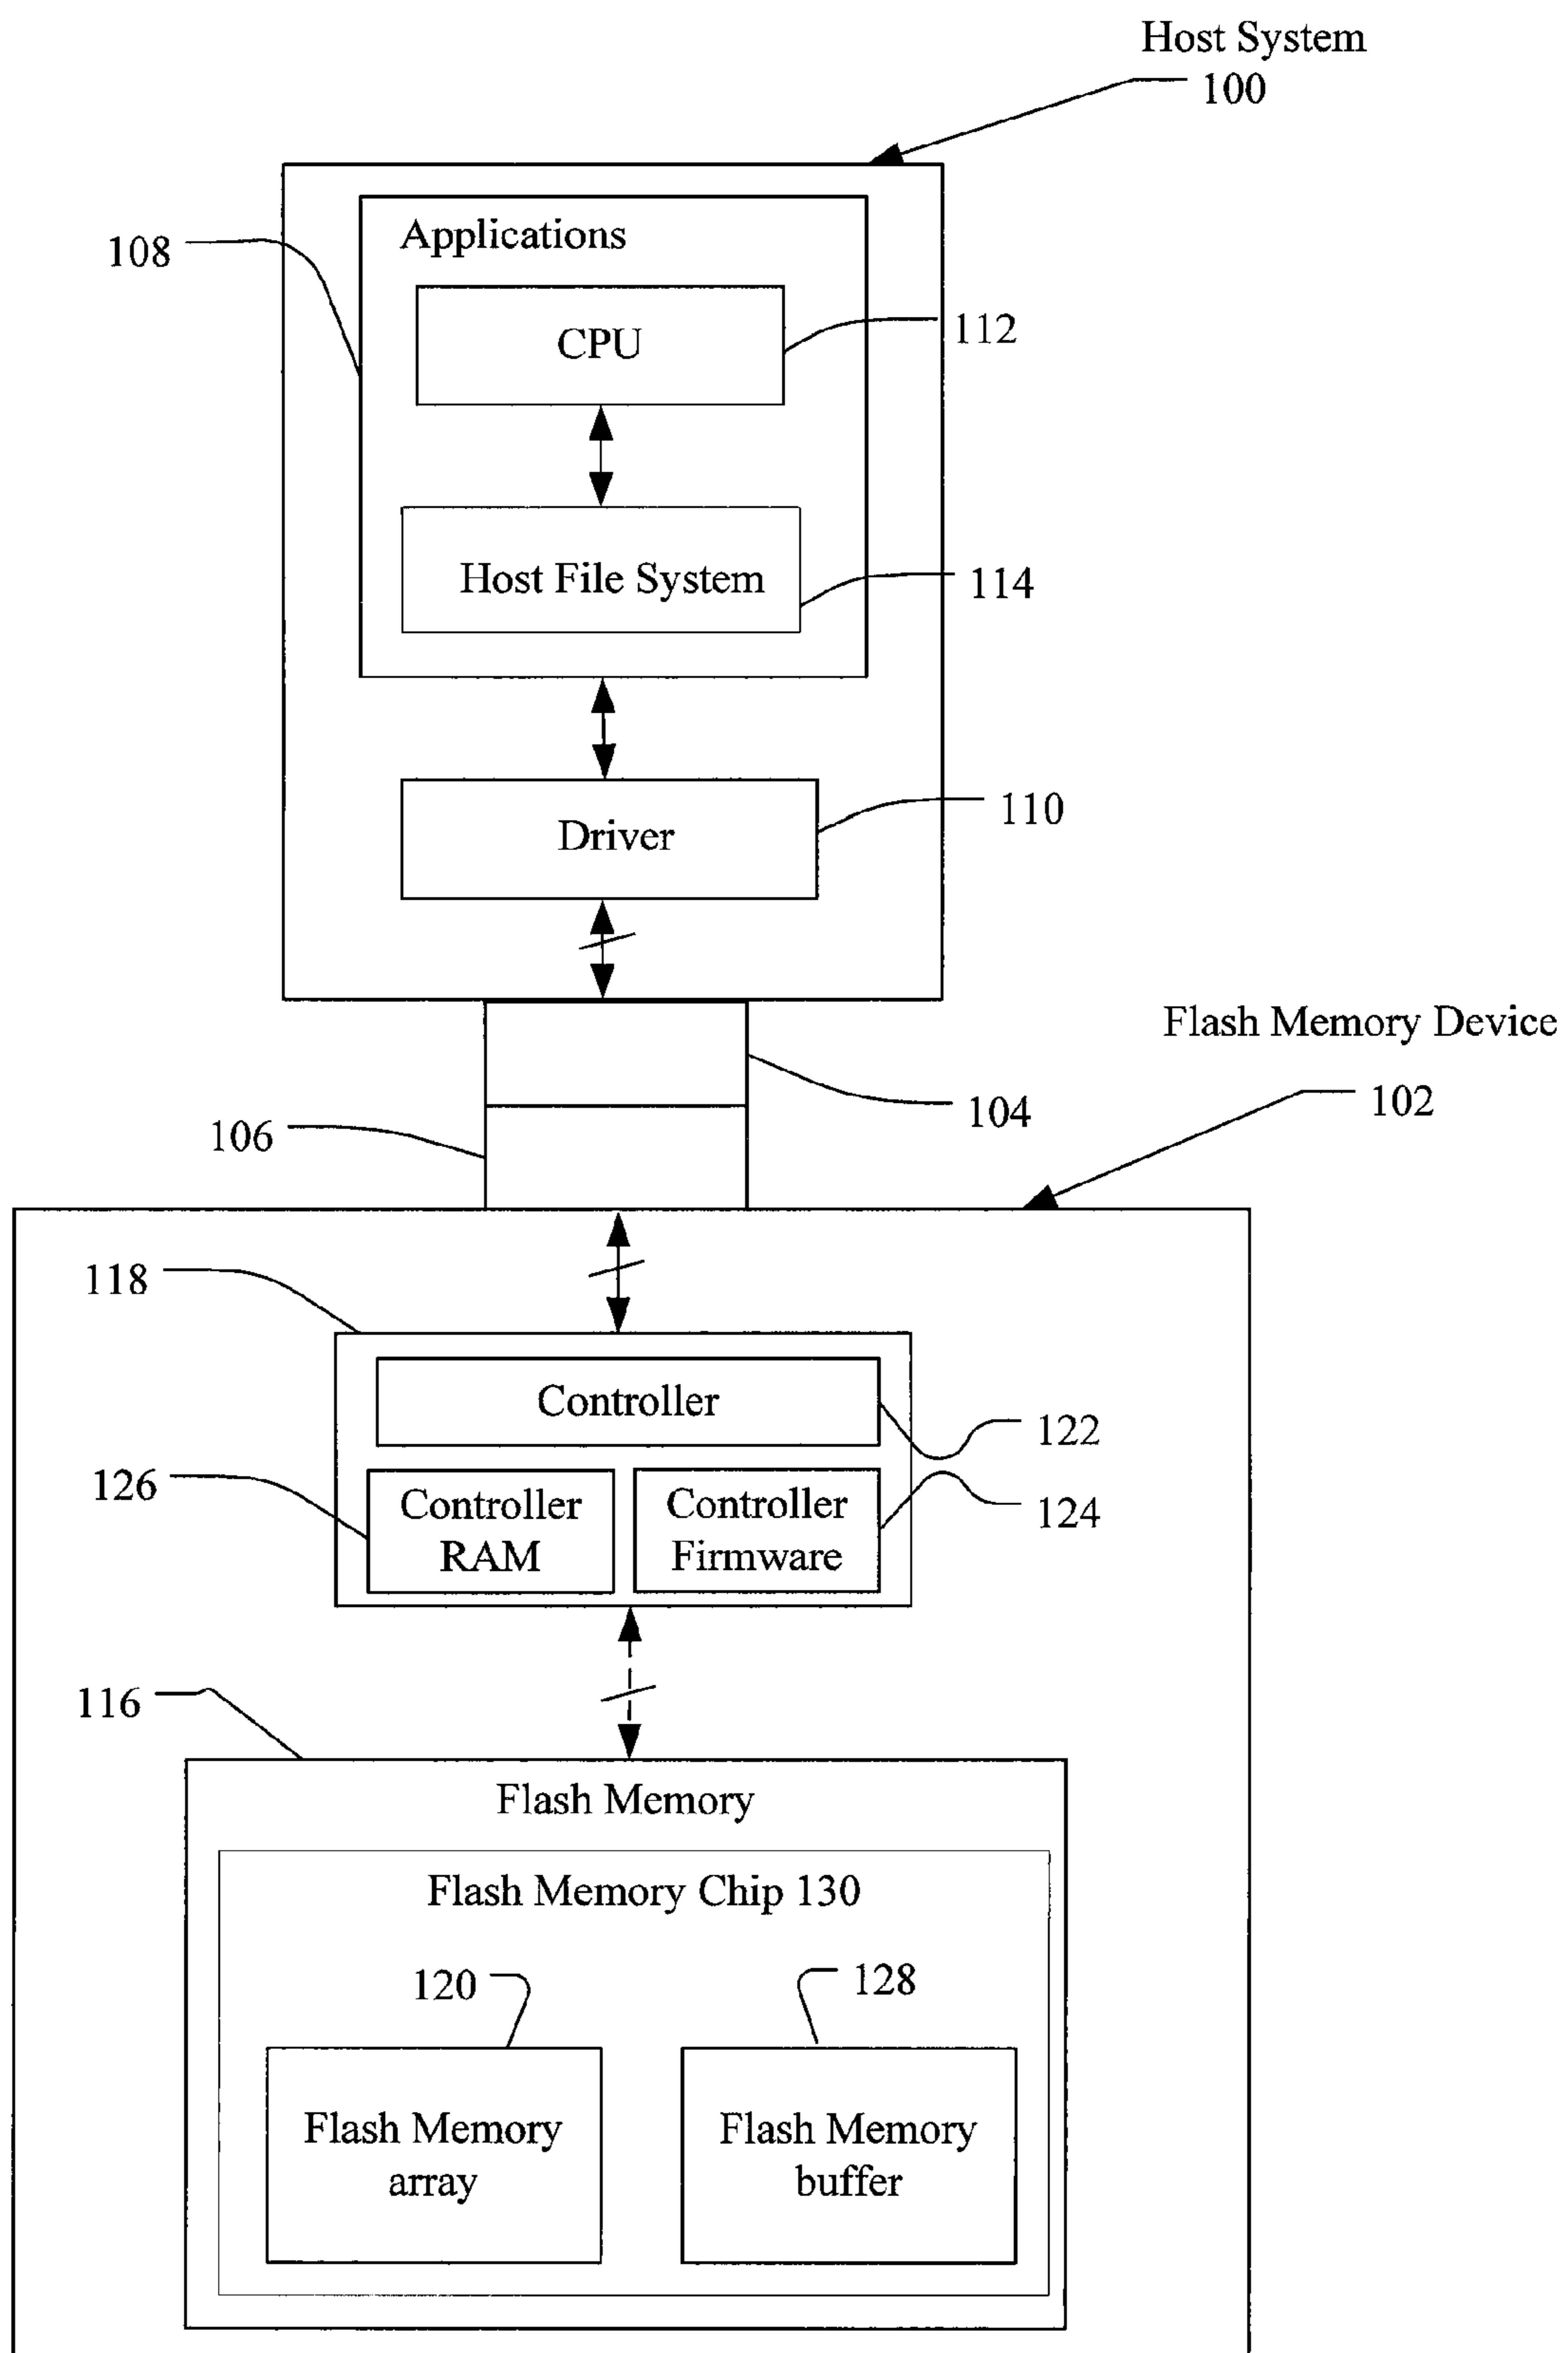 Host System
100
Applications
108
CPU
112
Host File System
114
Driver
110
Flash Memory Device
102
104
106
118
Controller
122
126
Controller
RAM
Controller
Firmware
124
116
Flash Memory
Flash Memory Chip 130
120
128
Flash Memory
array
Flash Memory
buffer